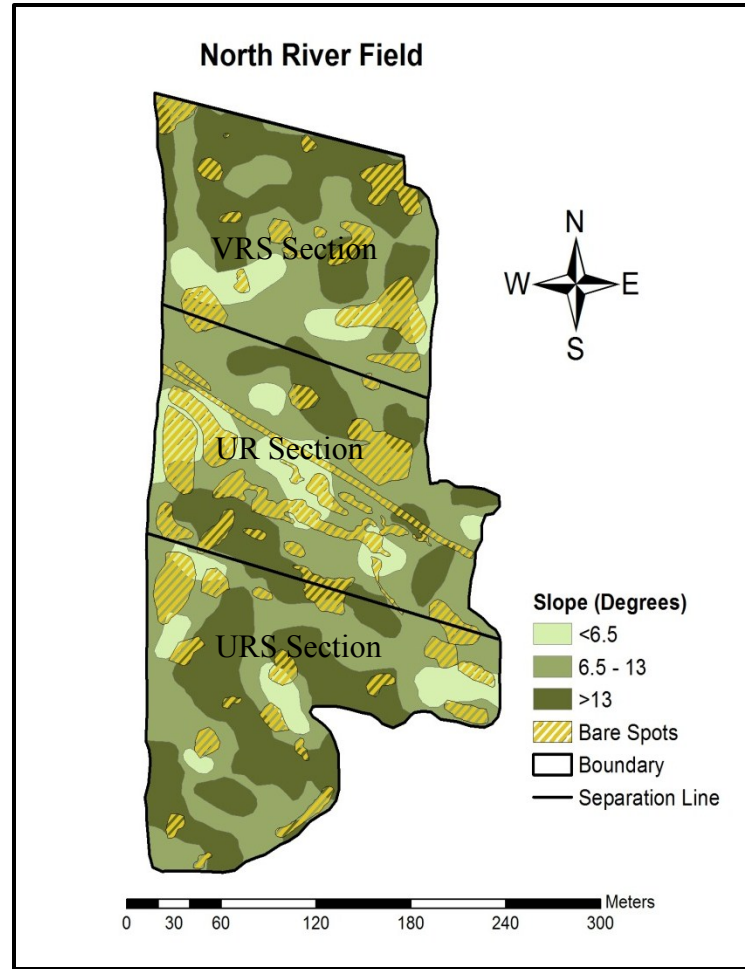 North River Field
VRS Section
N
W E
S
UR Section
URS Section
Slope (Degrees)
<6.5
6.5 - 13
>13
Bare Spots
Boundary
Separation Line
Meters
0 30 60 120 180 240 300